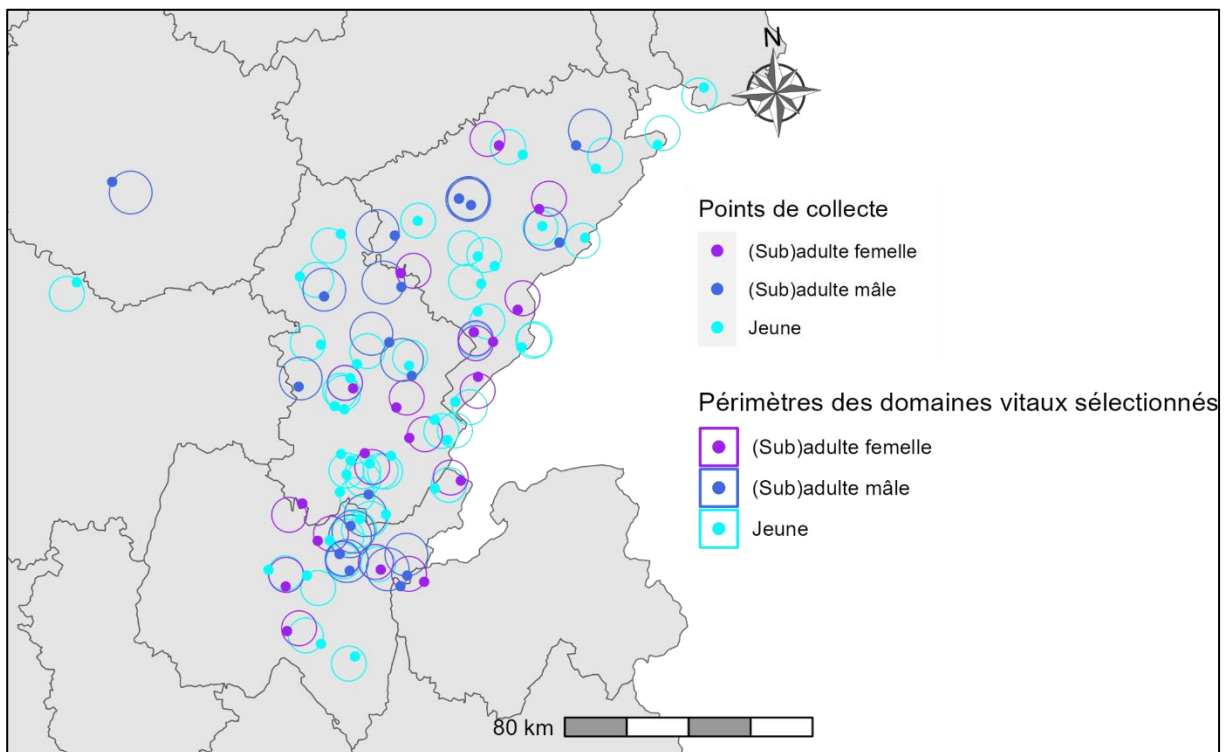 N
Points de collecte
(Sub)adulte femelle
(Sub)adulte mâle
Jeune
Périmètres des domaines vitaux sélectionnés
(Sub)adulte femelle
(Sub)adulte mâle
Jeune
80 km